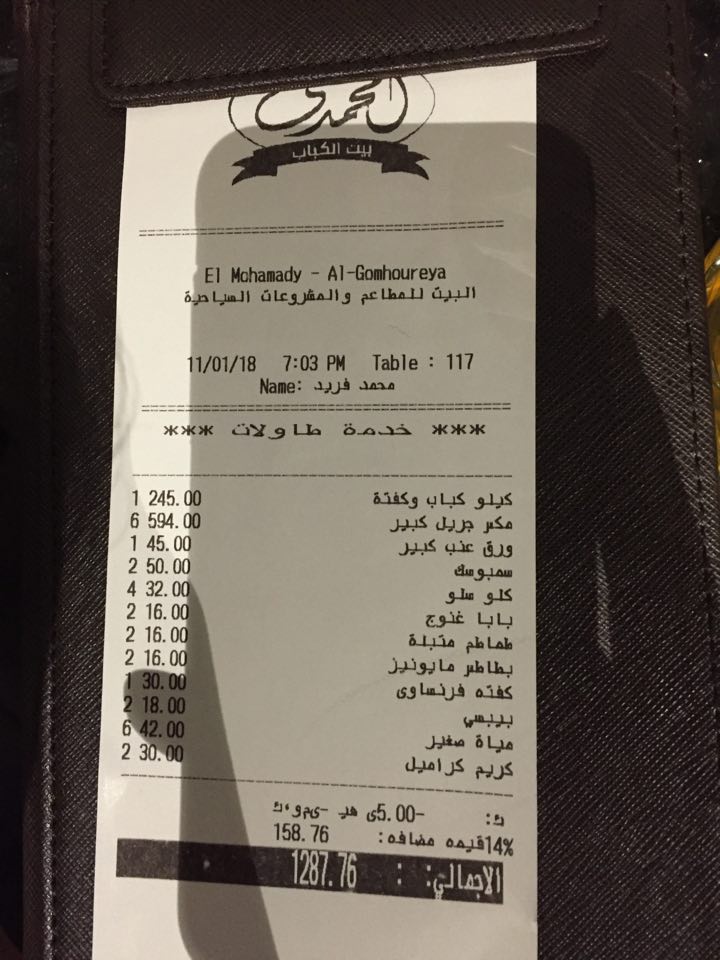 المحمدى
بيت الكباب
El Mohamady - Al-Gomhoureya
البيت للمطاعم والمشروعات السياحية
11/01/18 7:03 PM Table : 117
Name: محمد فريد
*** خدمة طاولات ***
1 245.00 كيلو كباب وكفتة
6 594.00 مكس جريل كبير
1 45.00 ورق عنب كبير
2 50.00 سمبوسك
4 32.00 كلو سلو
2 16.00 بابا غنوج
2 16.00 طماطم متبلة
2 16.00 بطاطس مايونيز
1 30.00 كفته فرنساوى
2 18.00 بيبسي
6 42.00 مياة صغير
2 30.00 كريم كراميل
-5.00
158.76 14%قيمه مضافه:
1287.76 : الاجمالي: